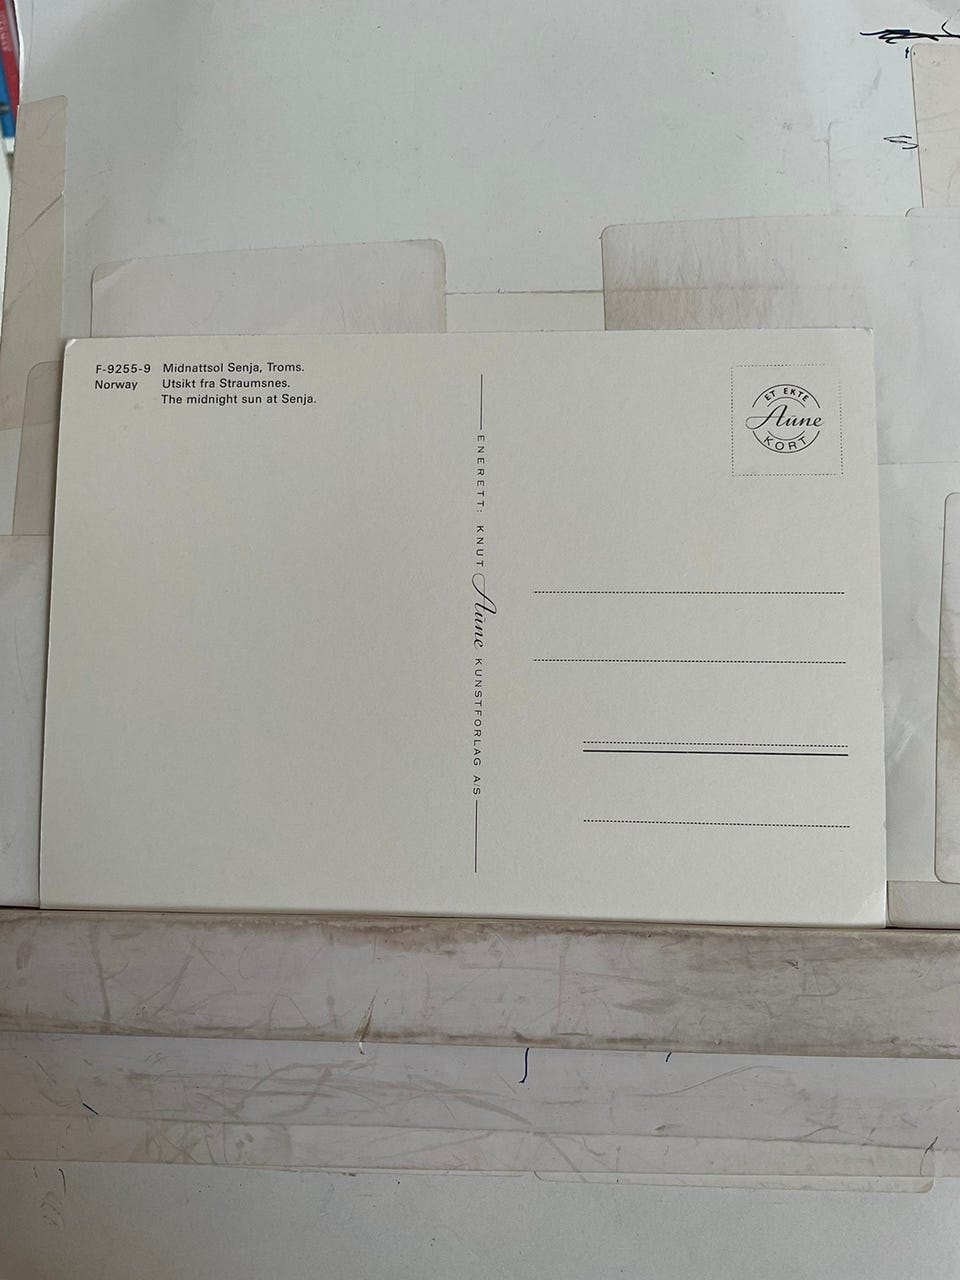 F-9255-9 Midnattsol Senja, Troms.
Norway Utsikt fra Straumsnes.
The midnight sun at Senja.
ENERETT: KNUT Aune KUNSTFORLAG A/S
ET EKTE
Aune
KORT